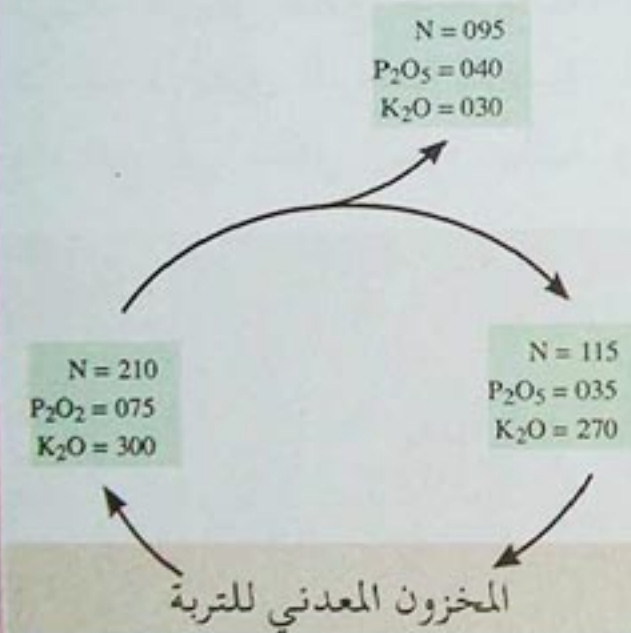 N = 095
P₂O₅ = 040
K₂O = 030
N = 210
P₂O₂ = 075
K₂O = 300
N = 115
P₂O₅ = 035
K₂O = 270
المخزون المعدني للتربة